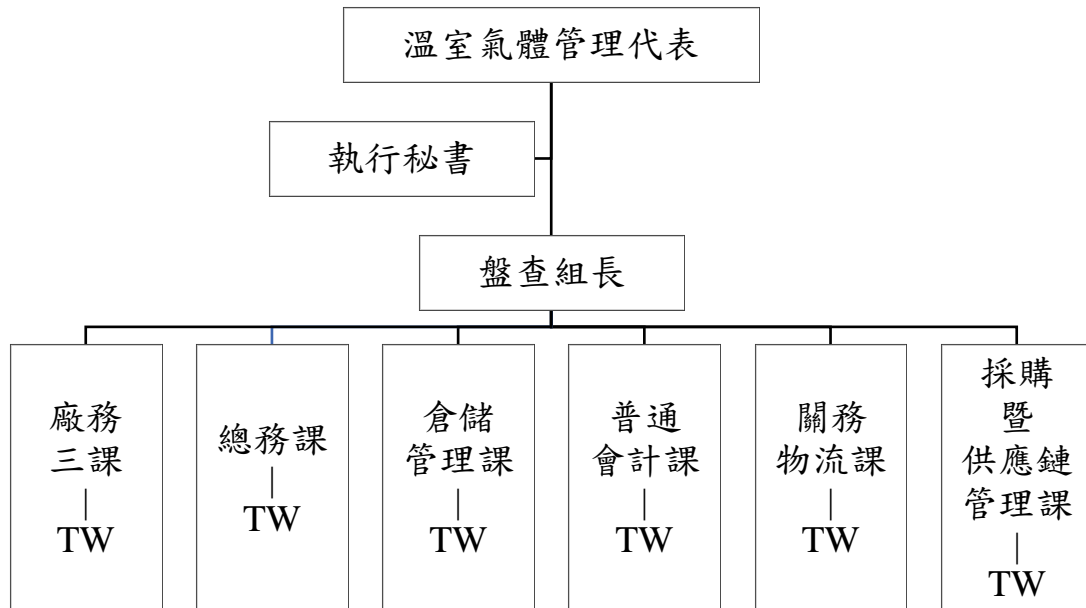 溫室氣體管理代表
執行秘書
盤查組長
廠務
三課
|
TW
總務課
|
TW
倉儲
管理課
|
TW
普通
會計課
|
TW
關務
物流課
|
TW
採購
暨
供應鏈
管理課
|
TW